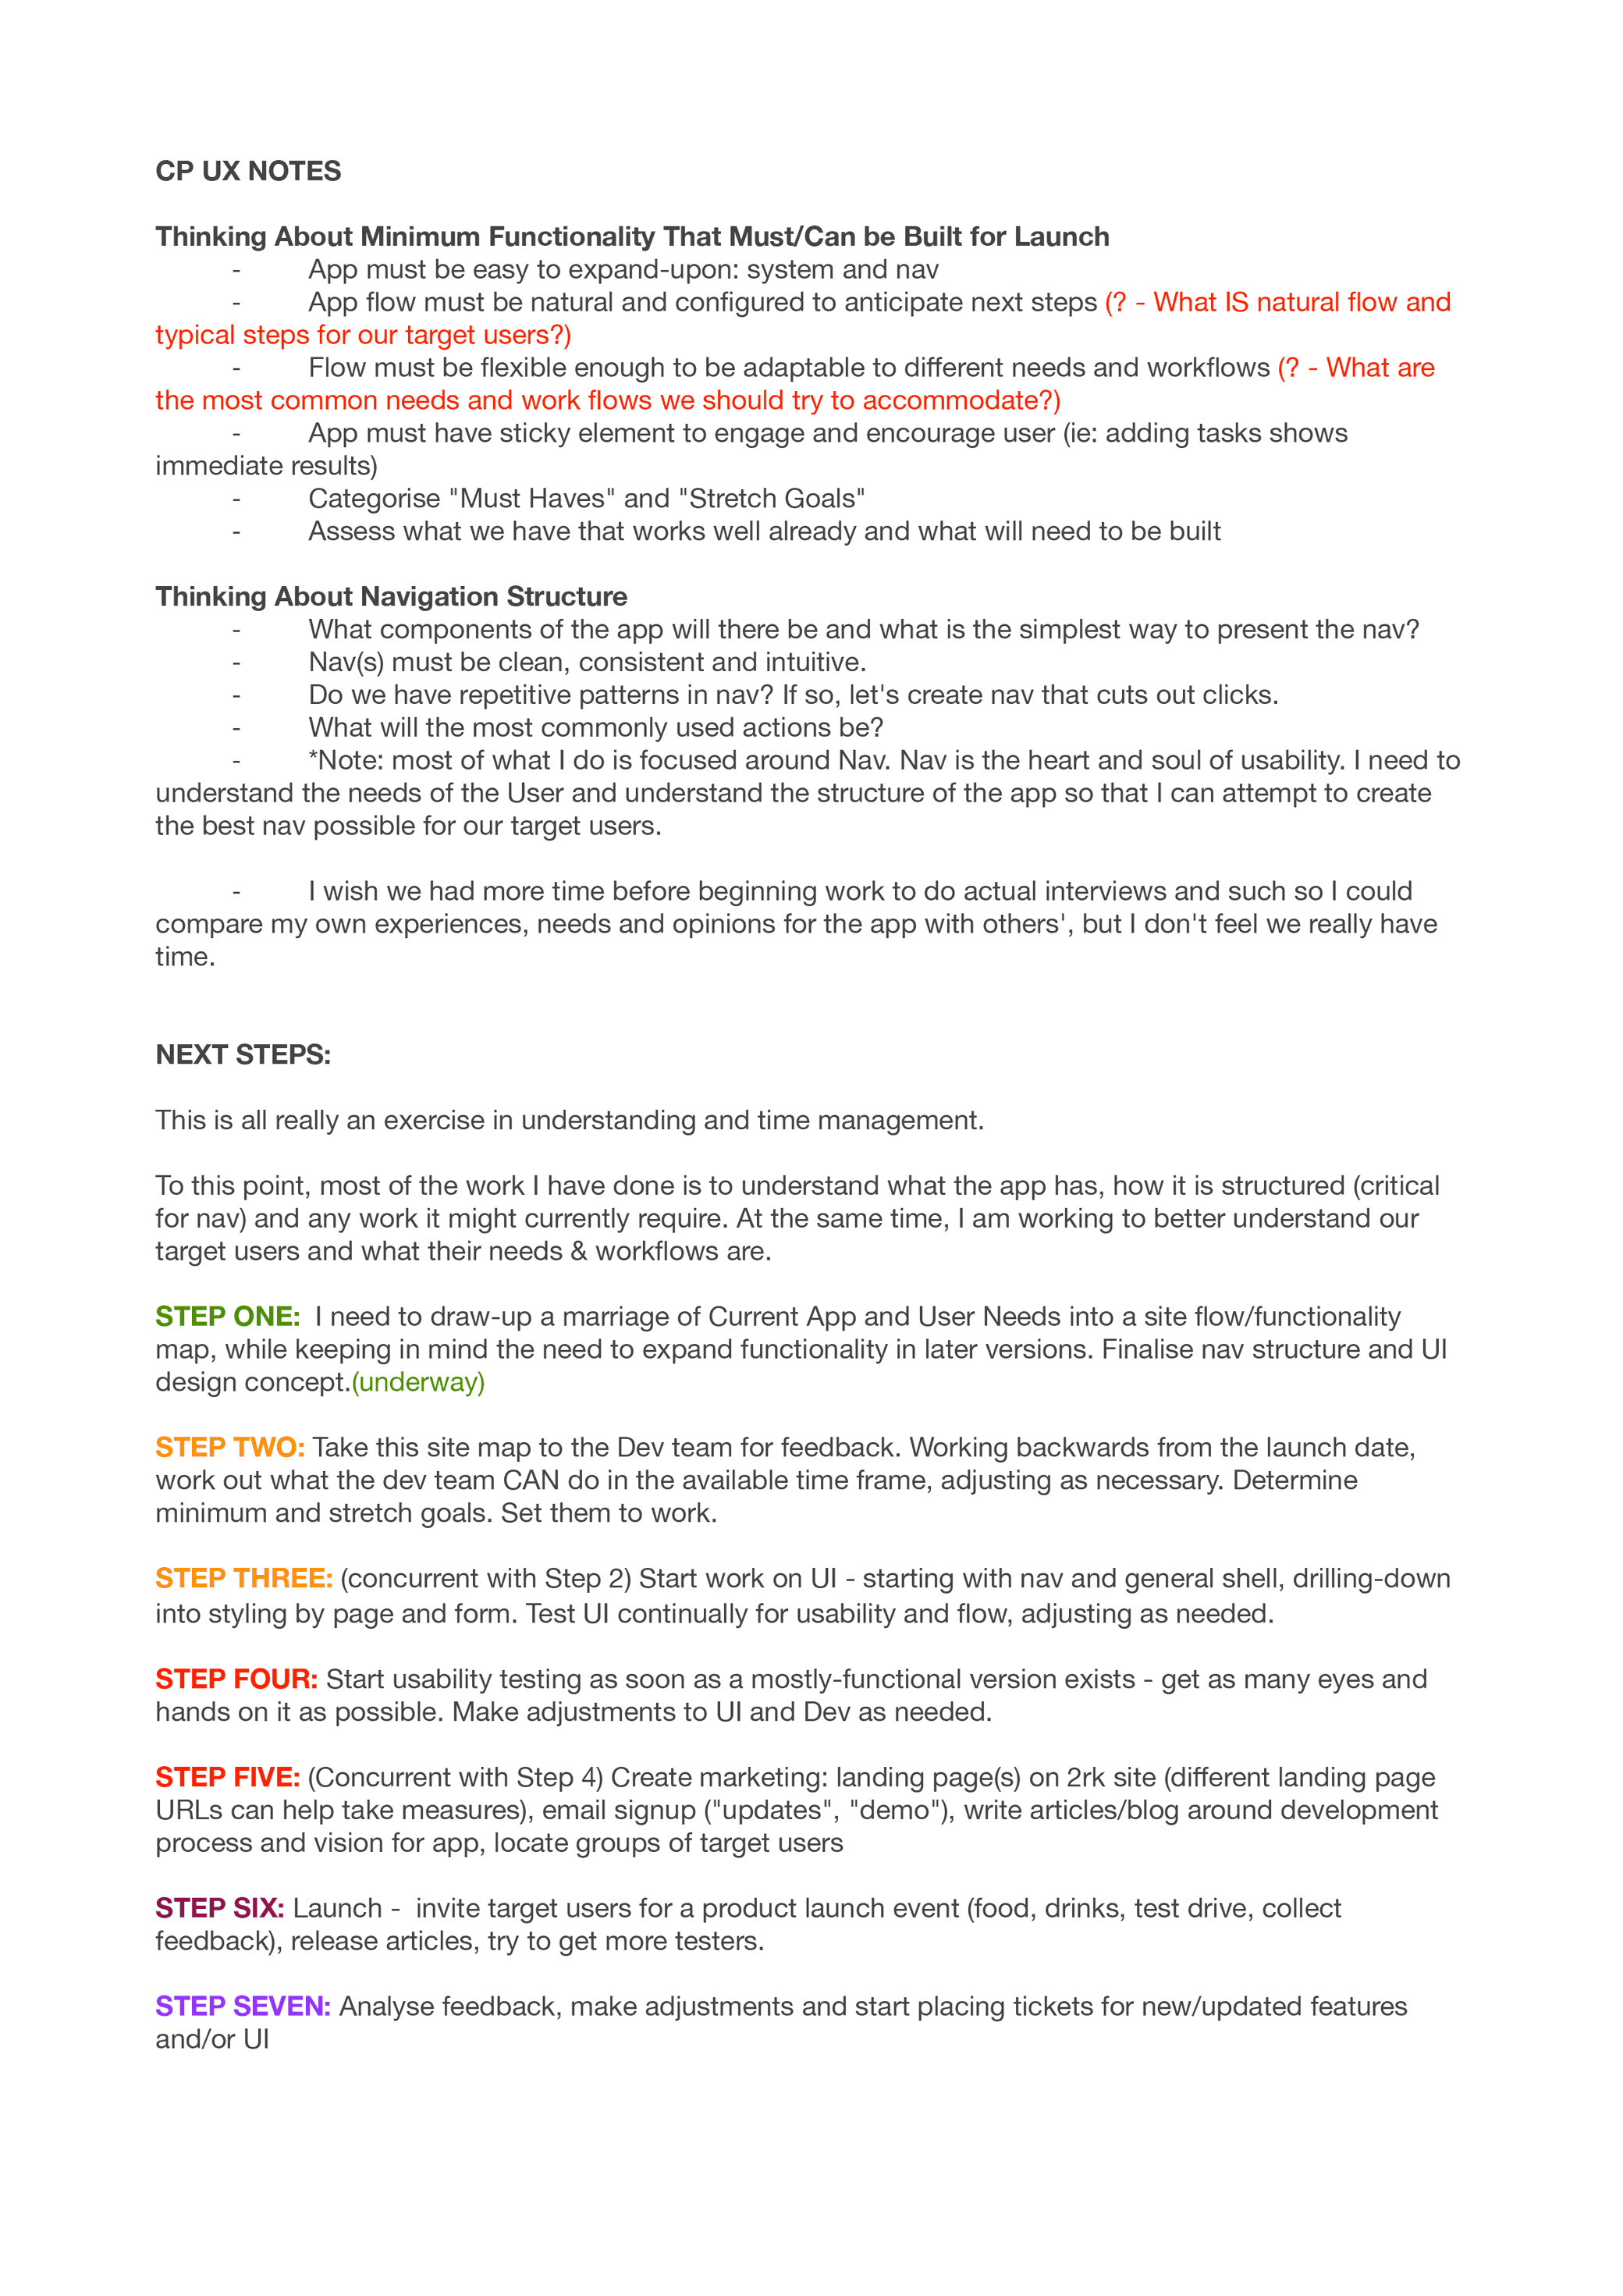 CP UX NOTES
Thinking About Minimum Functionality That Must/Can be Built for Launch
- App must be easy to expand-upon: system and nav
- App flow must be natural and configured to anticipate next steps (? - What IS natural flow and
typical steps for our target users?)
- Flow must be flexible enough to be adaptable to different needs and workflows (? - What are
the most common needs and work flows we should try to accommodate?)
- App must have sticky element to engage and encourage user (ie: adding tasks shows
immediate results)
- Categorise "Must Haves" and "Stretch Goals"
- Assess what we have that works well already and what will need to be built
Thinking About Navigation Structure
- What components of the app will there be and what is the simplest way to present the nav?
- Nav(s) must be clean, consistent and intuitive.
- Do we have repetitive patterns in nav? If so, let's create nav that cuts out clicks.
- What will the most commonly used actions be?
- *Note: most of what I do is focused around Nav. Nav is the heart and soul of usability. I need to
understand the needs of the User and understand the structure of the app so that I can attempt to create
the best nav possible for our target users.
- I wish we had more time before beginning work to do actual interviews and such so I could
compare my own experiences, needs and opinions for the app with others', but I don't feel we really have
time.
NEXT STEPS:
This is all really an exercise in understanding and time management.
To this point, most of the work I have done is to understand what the app has, how it is structured (critical
for nav) and any work it might currently require. At the same time, I am working to better understand our
target users and what their needs & workflows are.
STEP ONE: I need to draw-up a marriage of Current App and User Needs into a site flow/functionality
map, while keeping in mind the need to expand functionality in later versions. Finalise nav structure and UI
design concept.(underway)
STEP TWO: Take this site map to the Dev team for feedback. Working backwards from the launch date,
work out what the dev team CAN do in the available time frame, adjusting as necessary. Determine
minimum and stretch goals. Set them to work.
STEP THREE: (concurrent with Step 2) Start work on UI - starting with nav and general shell, drilling-down
into styling by page and form. Test UI continually for usability and flow, adjusting as needed.
STEP FOUR: Start usability testing as soon as a mostly-functional version exists - get as many eyes and
hands on it as possible. Make adjustments to UI and Dev as needed.
STEP FIVE: (Concurrent with Step 4) Create marketing: landing page(s) on 2rk site (different landing page
URLs can help take measures), email signup ("updates", "demo"), write articles/blog around development
process and vision for app, locate groups of target users
STEP SIX: Launch - invite target users for a product launch event (food, drinks, test drive, collect
feedback), release articles, try to get more testers.
STEP SEVEN: Analyse feedback, make adjustments and start placing tickets for new/updated features
and/or UI